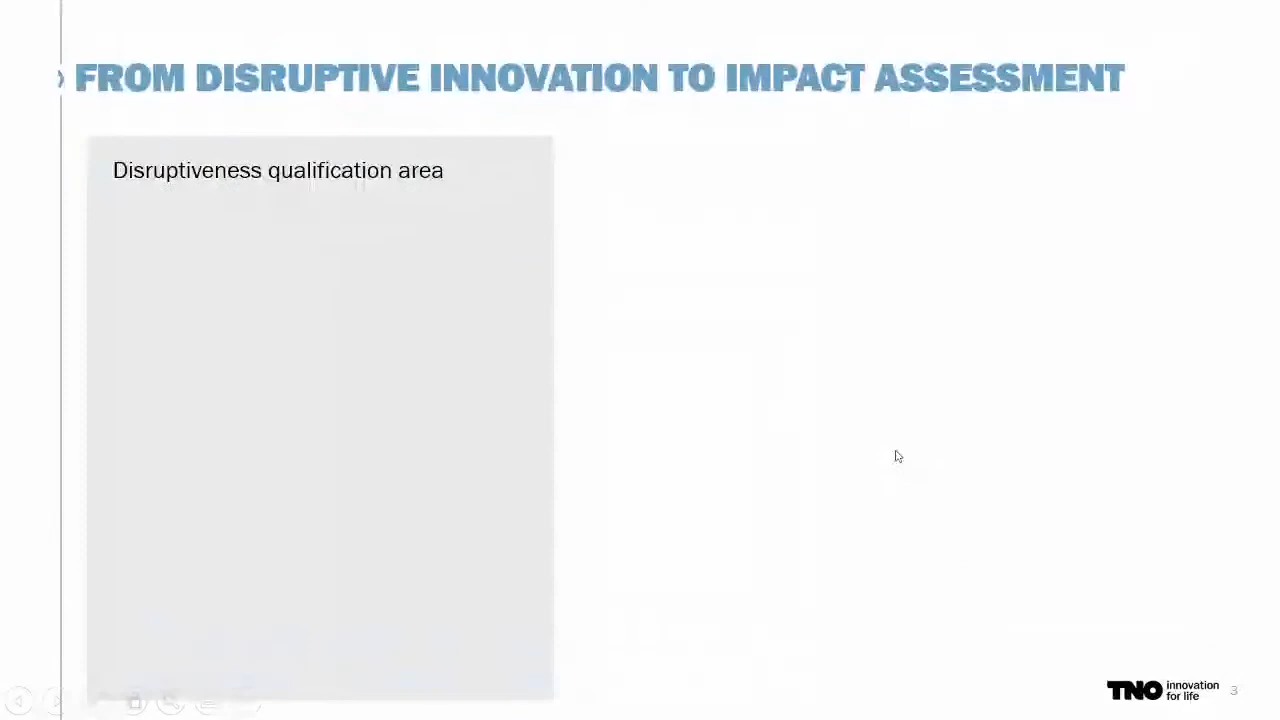 FROM DISRUPTIVE INNOVATION TO IMPACT ASSESSMENT
Disruptiveness qualification area
TNO innovation
for life
3